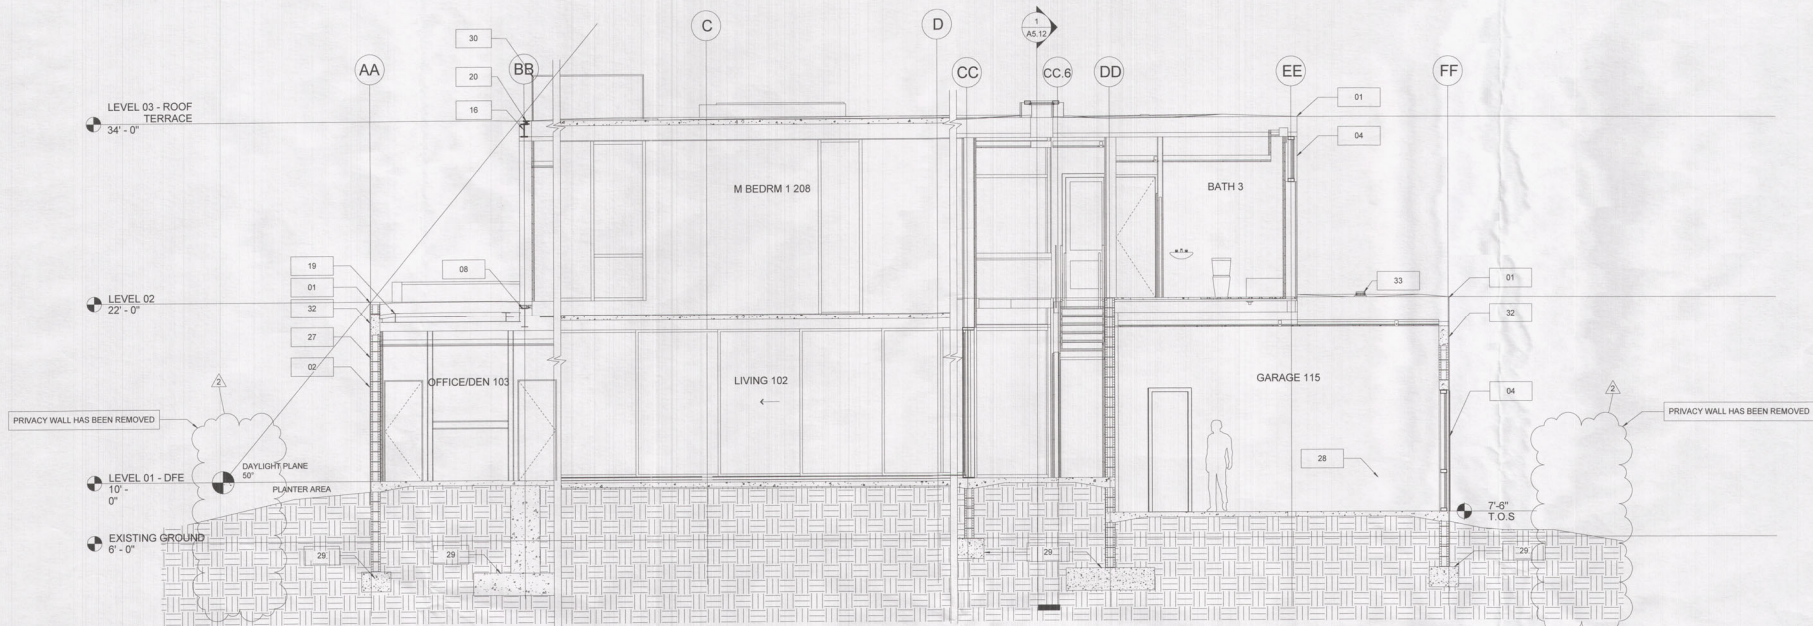 C
D
1
A5.12
30
AA
BB
CC
CC.6
DD
EE
FF
20
16
01
04
LEVEL 03 - ROOF
TERRACE
34' - 0"
M BEDRM 1 208
BATH 3
19
08
33
01
01
LEVEL 02
22' - 0"
32
32
27
02
OFFICE/DEN 103
LIVING 102
GARAGE 115
04
2
2
PRIVACY WALL HAS BEEN REMOVED
PRIVACY WALL HAS BEEN REMOVED
28
DAYLIGHT PLANE
50°
PLANTER AREA
LEVEL 01 - DFE
10' -
0"
7'-6"
T.O.S
EXISTING GROUND
6' - 0"
29
29
29
29